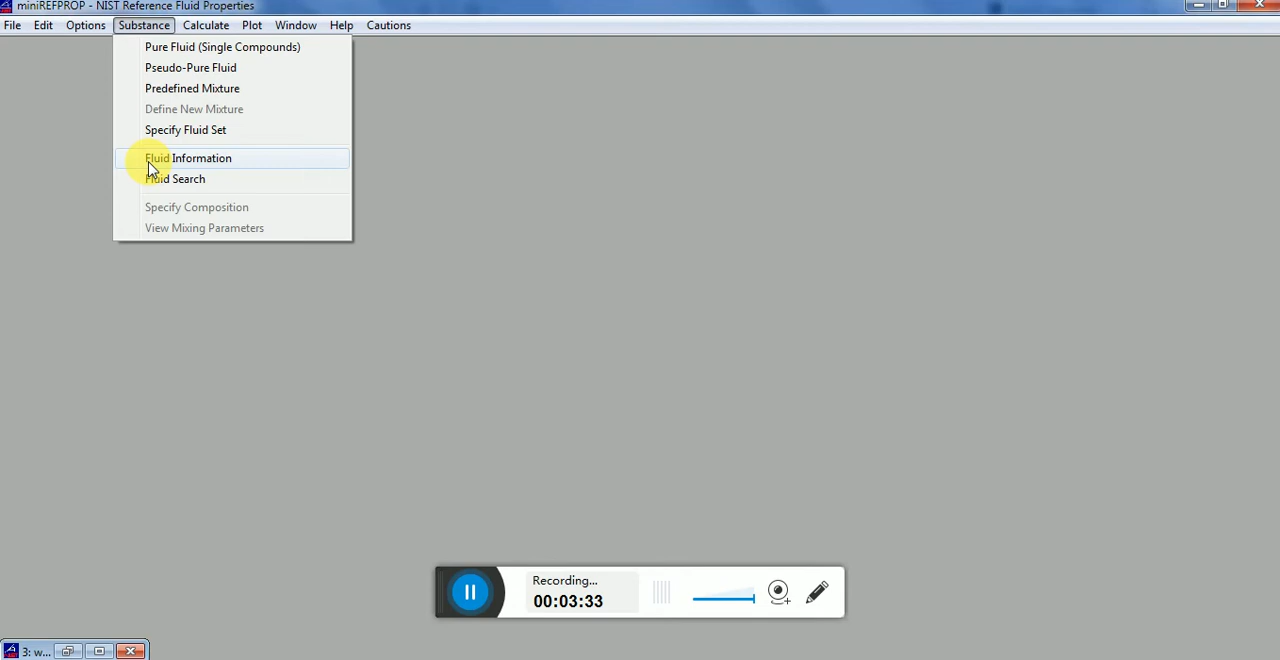 miniREFPROP - NIST Reference Fluid Properties
File Edit Options Substance Calculate Plot Window Help Cautions
Pure Fluid (Single Compounds)
Pseudo-Pure Fluid
Predefined Mixture
Define New Mixture
Specify Fluid Set
Fluid Information
Fluid Search
Specify Composition
View Mixing Parameters
Recording...
00:03:33
3: w...